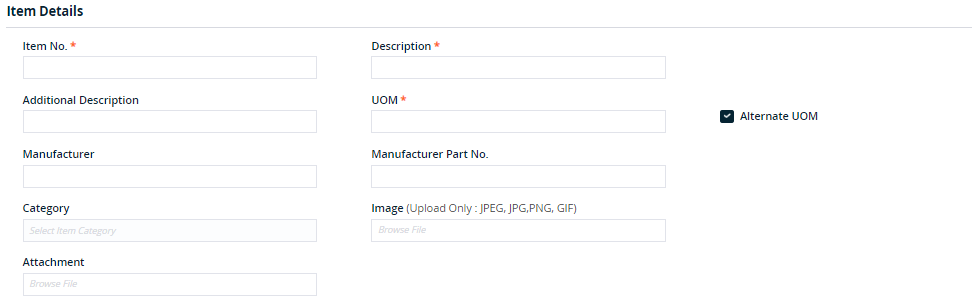 Item Details
Item No. * Description *
Additional Description UOM *
Alternate UOM
Manufacturer Manufacturer Part No.
Category Image (Upload Only : JPEG, JPG,PNG, GIF)
Select Item Category Browse File
Attachment
Browse File